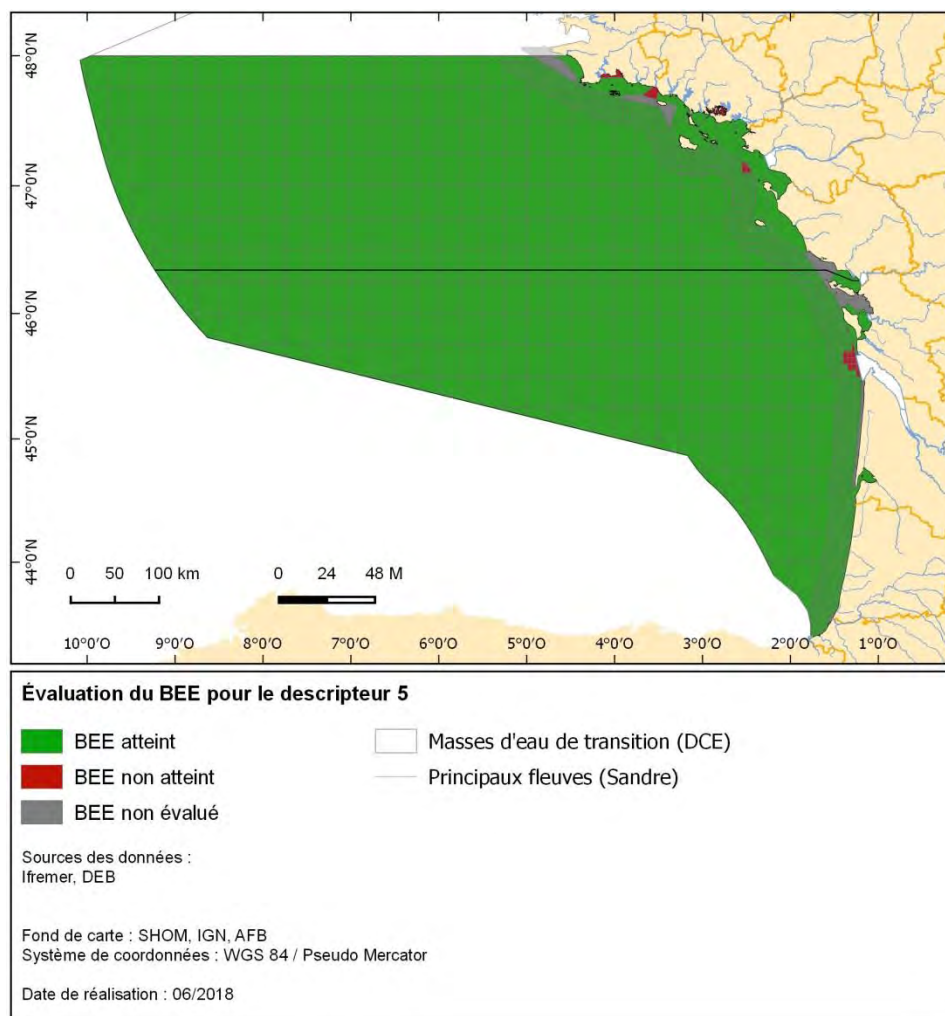 48°0'N
47°0'N
46°0'N
45°0'N
44°0'N
0 50 100 km
0 24 48 M
10°0'O 9°0'O 8°0'O 7°0'O 6°0'O 5°0'O 4°0'O 3°0'O 2°0'O 1°0'O
Évaluation du BEE pour le descripteur 5
BEE atteint
BEE non atteint
BEE non évalué
Masses d'eau de transition (DCE)
Principaux fleuves (Sandre)
Sources des données :
Ifremer, DEB
Fond de carte : SHOM, IGN, AFB
Système de coordonnées : WGS 84 / Pseudo Mercator
Date de réalisation : 06/2018